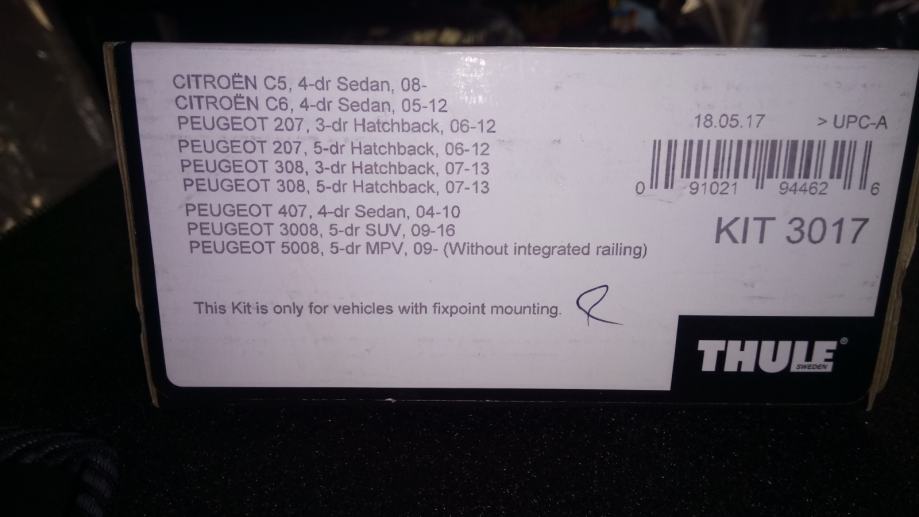 CITROËN C5, 4-dr Sedan, 08-
CITROËN C6, 4-dr Sedan, 05-12
PEUGEOT 207, 3-dr Hatchback, 06-12
PEUGEOT 207, 5-dr Hatchback, 06-12
PEUGEOT 308, 3-dr Hatchback, 07-13
PEUGEOT 308, 5-dr Hatchback, 07-13
PEUGEOT 407, 4-dr Sedan, 04-10
PEUGEOT 3008, 5-dr SUV, 09-16
PEUGEOT 5008, 5-dr MPV, 09- (Without integrated railing)
This Kit is only for vehicles with fixpoint mounting.
18.05.17 > UPC-A
0 91021 94462 6
KIT 3017
THULE®
SWEDEN